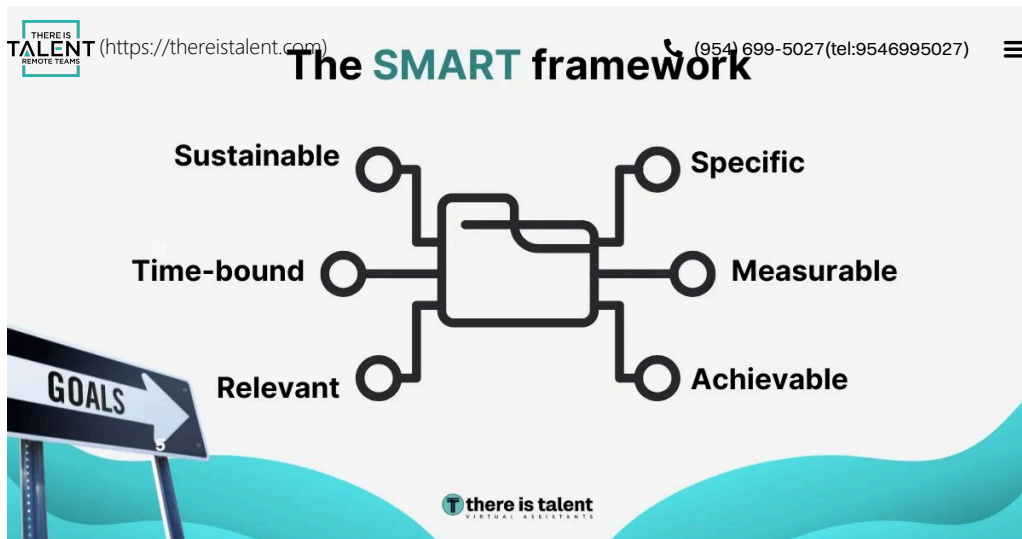 THERE IS
TALENT
REMOTE TEAMS
(https://thereistalent.com)
(954) 699-5027(tel:9546995027)
The SMART framework
Sustainable
Specific
Time-bound
Measurable
Relevant
Achievable
GOALS
5
there is talent
VIRTUAL ASSISTANTS